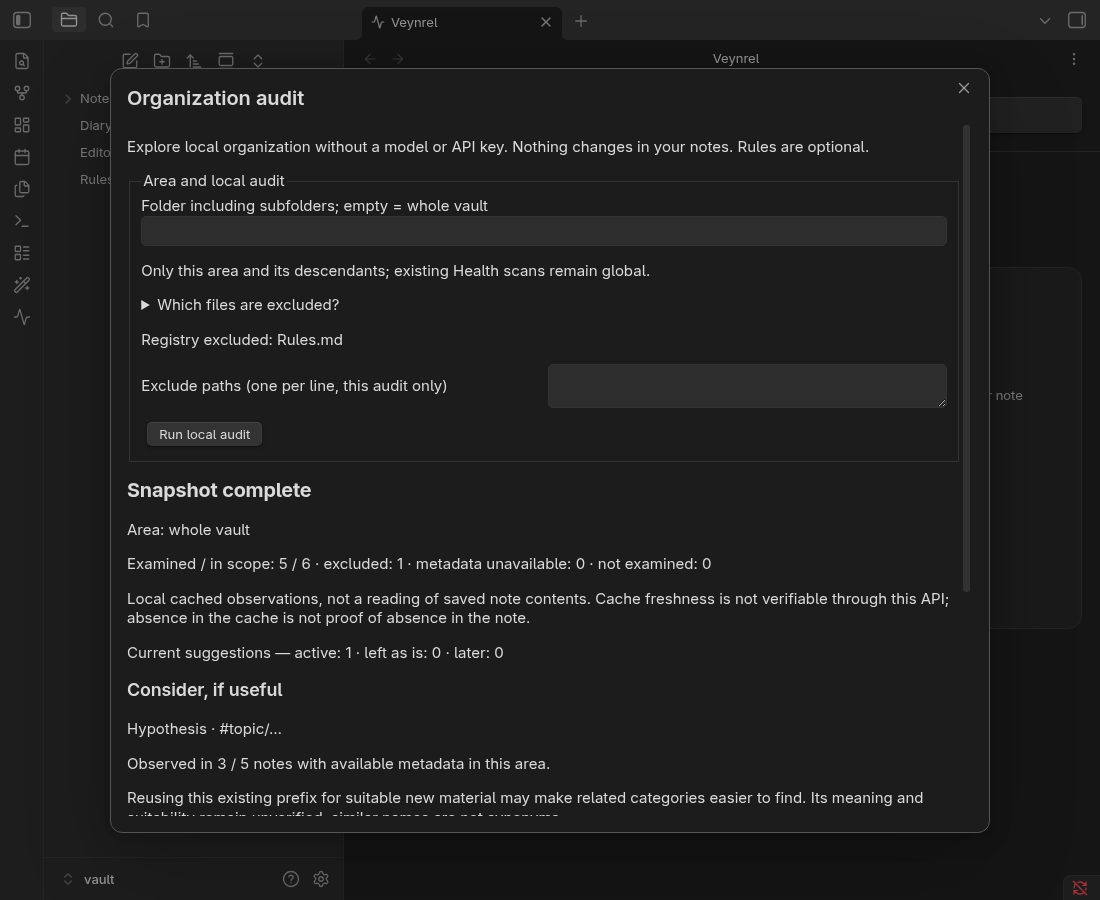 Veynrel
Veynrel
Note
Diary
Edito
Rules
Organization audit
Explore local organization without a model or API key. Nothing changes in your notes. Rules are optional.
Area and local audit
Folder including subfolders; empty = whole vault
Only this area and its descendants; existing Health scans remain global.
Which files are excluded?
Registry excluded: Rules.md
Exclude paths (one per line, this audit only)
r note
Run local audit
Snapshot complete
Area: whole vault
Examined / in scope: 5 / 6 · excluded: 1 · metadata unavailable: 0 · not examined: 0
Local cached observations, not a reading of saved note contents. Cache freshness is not verifiable through this API;
absence in the cache is not proof of absence in the note.
Current suggestions — active: 1 · left as is: 0 · later: 0
Consider, if useful
Hypothesis · #topic/…
Observed in 3 / 5 notes with available metadata in this area.
Reusing this existing prefix for suitable new material may make related categories easier to find. Its meaning and
suitability remain unverified, similar names are not synonyms.
vault